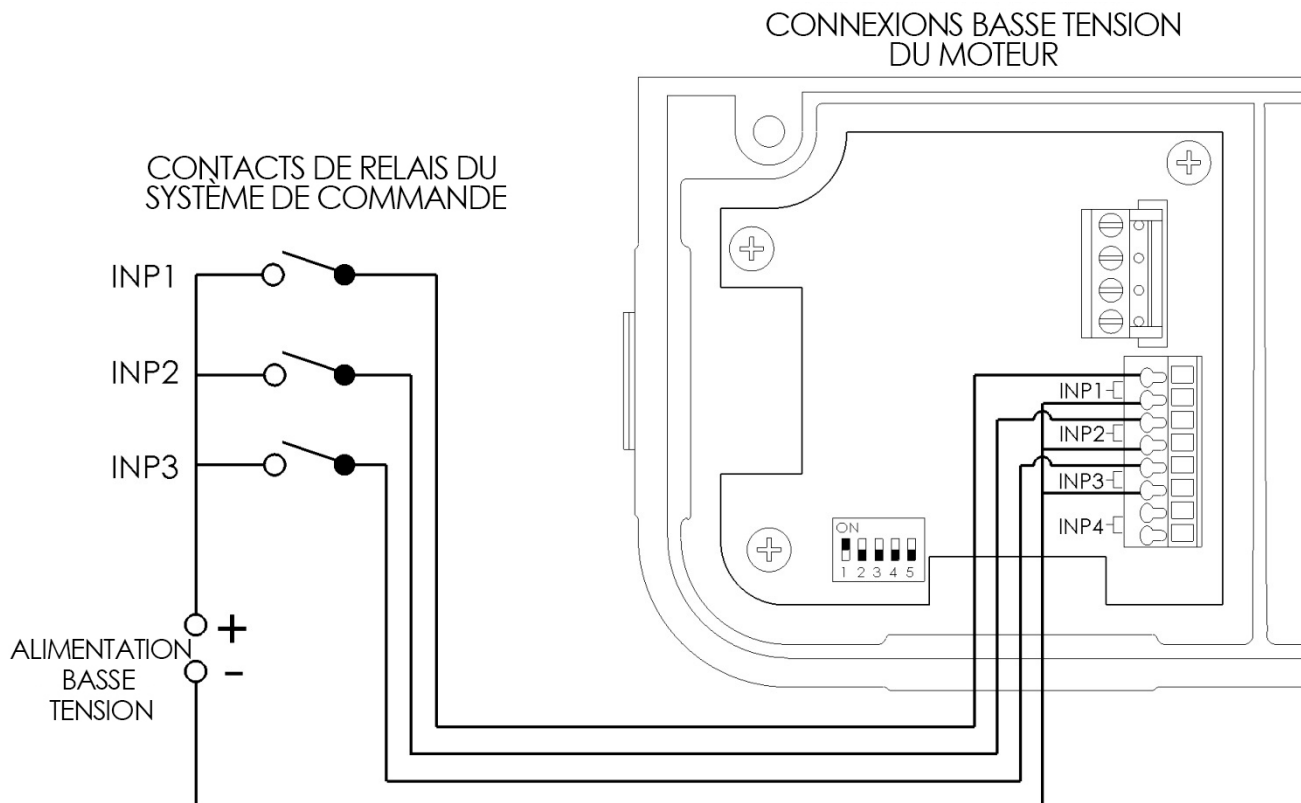 CONNEXIONS BASSE TENSION
DU MOTEUR
CONTACTS DE RELAIS DU
SYSTÈME DE COMMANDE
INP1
INP2
INP3
INP1
INP2
INP3
INP4
ON
1 2 3 4 5
+
-
ALIMENTATION
BASSE
TENSION